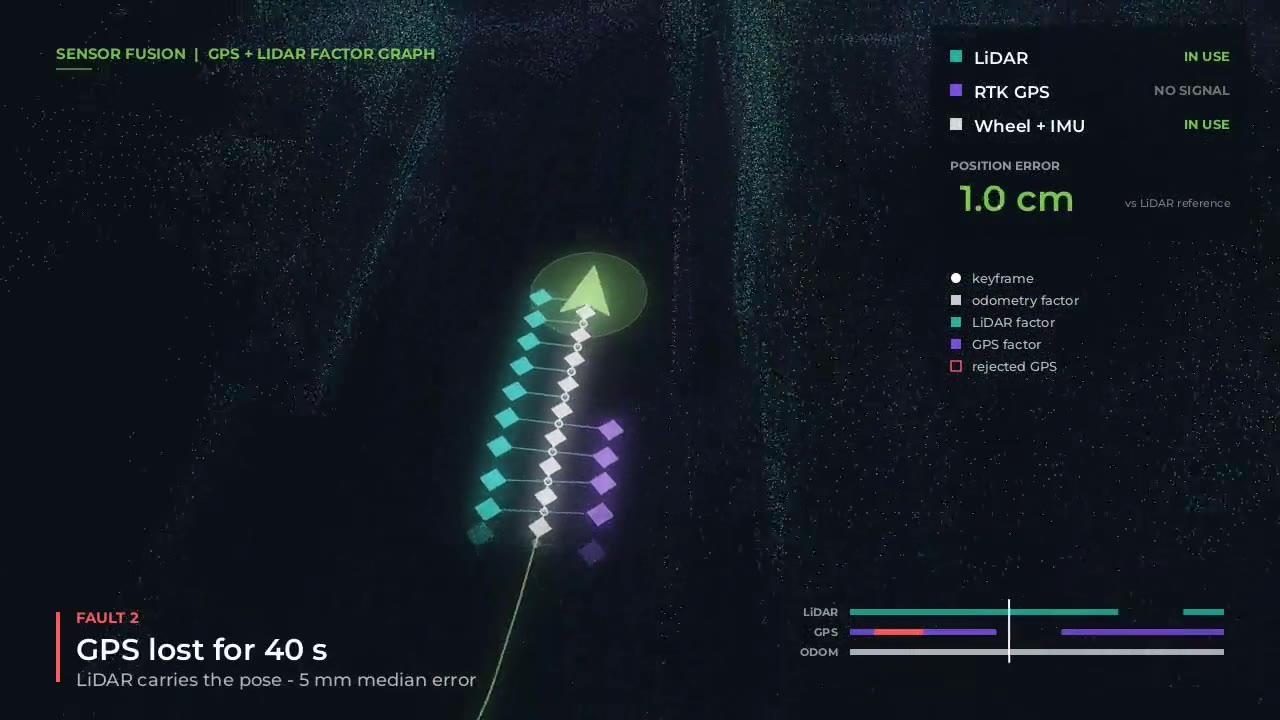 SENSOR FUSION | GPS + LIDAR FACTOR GRAPH
LiDAR IN USE
RTK GPS NO SIGNAL
Wheel + IMU IN USE
POSITION ERROR
1.0 cm vs LiDAR reference
keyframe
odometry factor
LiDAR factor
GPS factor
rejected GPS
FAULT 2
GPS lost for 40 s
LiDAR carries the pose - 5 mm median error
LiDAR
GPS
ODOM